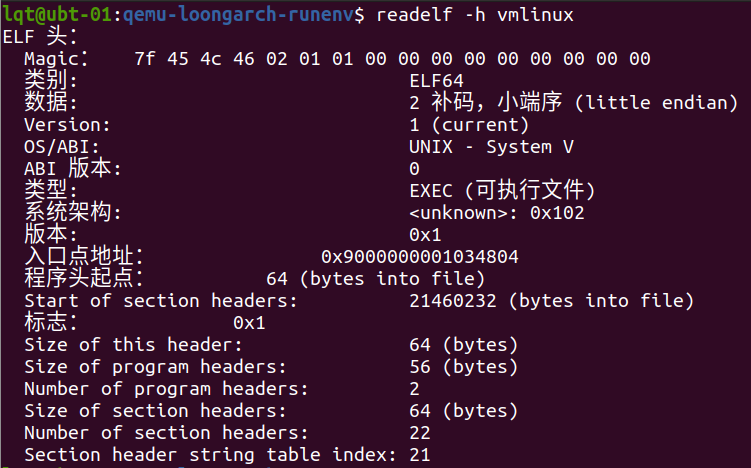 lqt@ubt-01:qemu-loongarch-runenv$ readelf -h vmlinux
ELF 头：
  Magic：   7f 45 4c 46 02 01 01 00 00 00 00 00 00 00 00 00
  类别:                              ELF64
  数据:                              2 补码，小端序 (little endian)
  Version:                           1 (current)
  OS/ABI:                            UNIX - System V
  ABI 版本:                          0
  类型:                              EXEC (可执行文件)
  系统架构:                          <unknown>: 0x102
  版本:                              0x1
  入口点地址：               0x9000000001034804
  程序头起点：          64 (bytes into file)
  Start of section headers:          21460232 (bytes into file)
  标志：             0x1
  Size of this header:               64 (bytes)
  Size of program headers:           56 (bytes)
  Number of program headers:         2
  Size of section headers:           64 (bytes)
  Number of section headers:         22
  Section header string table index: 21